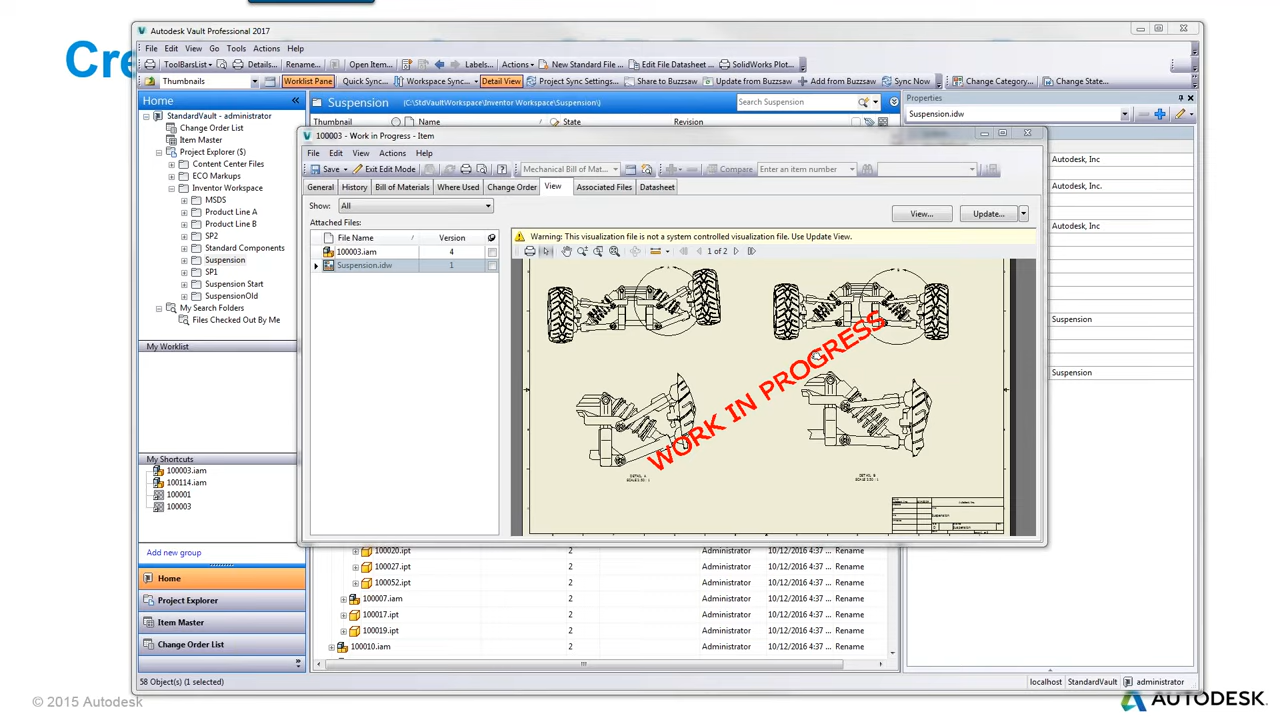 Cre
Autodesk Vault Professional 2017
File Edit View Go Tools Actions Help
ToolBarsList Details... Rename... Open Item... Labels... Actions New Standard File... Edit File Datasheet SolidWorks Plot...
Thumbnails Worklist Pane Quick Sync... Workspace Sync... Detail View Project Sync Settings... Share to Buzzsaw Update from Buzzsaw Add from Buzzsaw Sync Now Change Category... Change State...
Home
StandardVault - administrator
Change Order List
Item Master
Project Explorer ($)
Content Center Files
ECO Markups
Inventor Workspace
MSDS
Product Line A
Product Line B
SP2
Standard Components
Suspension
SP1
Suspension Start
SuspensionOld
My Search Folders
Files Checked Out By Me
My Worklist
My Shortcuts
100003.iam
100114.iam
100001
100003
Add new group
Home
Project Explorer
Item Master
Change Order List
58 Object(s) (1 selected)
Suspension (C:\StdVaultWorkspace\Inventor Workspace\Suspension\) Search Suspension
Thumbnail Name State Revision
100003 - Work in Progress - Item
File Edit View Actions Help
Save Exit Edit Mode Mechanical Bill of Mat... Compare Enter an item number
General History Bill of Materials Where Used Change Order View Associated Files Datasheet
Show: All View... Update...
Attached Files:
File Name Version
100003.iam 4
Suspension.idw 1
Warning: This visualization file is not a system controlled visualization file. Use Update View.
1 of 2
WORK IN PROGRESS
DETAIL A
DETAIL B
Suspension
100020.ipt 2 Administrator 10/12/2016 4:37 ... Rename
100027.ipt 2 Administrator 10/12/2016 4:37 ... Rename
100052.ipt 2 Administrator 10/12/2016 4:37 ... Rename
100007.iam 2 Administrator 10/12/2016 4:37 ... Rename
100017.ipt 2 Administrator 10/12/2016 4:37 ... Rename
100019.ipt 2 Administrator 10/12/2016 4:37 ... Rename
100010.iam 2 Administrator 10/12/2016 4:37 ... Rename
Properties
Suspension.idw
Autodesk, Inc
Autodesk, Inc.
Autodesk, Inc
Suspension
Suspension
localhost StandardVault administrator
© 2015 Autodesk
AUTODESK.